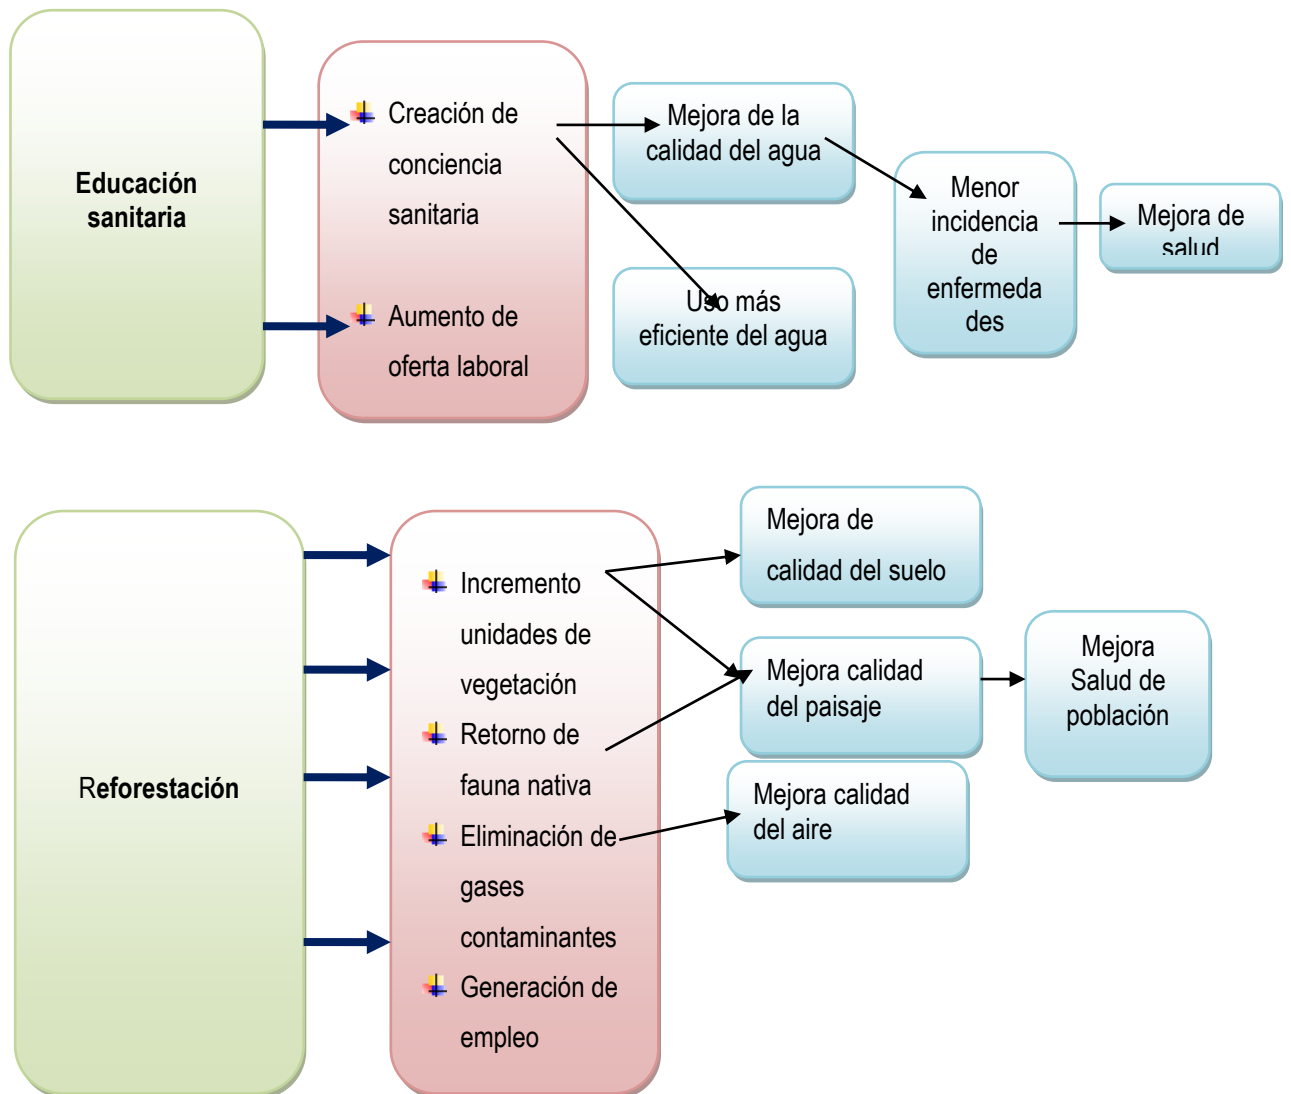 Educación
sanitaria
Creación de
conciencia
sanitaria
Aumento de
oferta laboral
Mejora de la
calidad del agua
Uso más
eficiente del agua
Menor
incidencia
de
enfermeda
des
Mejora de
salud
Reforestación
Incremento
unidades de
vegetación
Retorno de
fauna nativa
Eliminación de
gases
contaminantes
Generación de
empleo
Mejora de
calidad del suelo
Mejora calidad
del paisaje
Mejora calidad
del aire
Mejora
Salud de
población